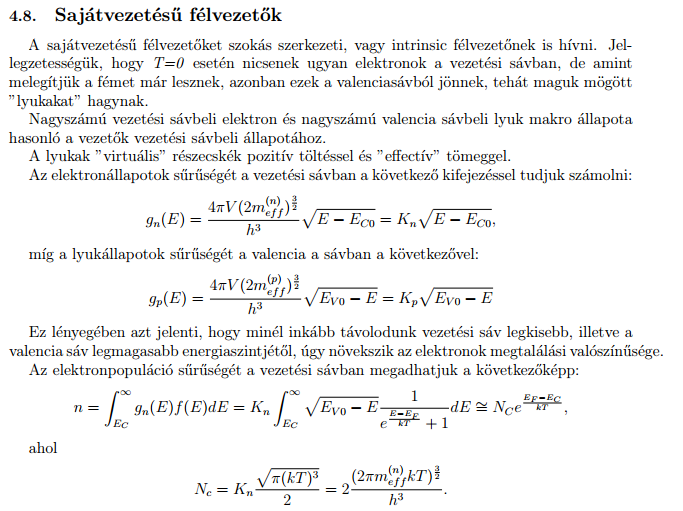 4.8. Sajátvezetésű félvezetők
A sajátvezetésű félvezetőket szokás szerkezeti, vagy intrinsic félvezetőnek is hívni. Jel-
legzetességük, hogy T=0 esetén nicsenek ugyan elektronok a vezetési sávban, de amint
melegítjük a fémet már lesznek, azonban ezek a valenciasávból jönnek, tehát maguk mögött
"lyukakat" hagynak.
Nagyszámú vezetési sávbeli elektron és nagyszámú valencia sávbeli lyuk makro állapota
hasonló a vezetők vezetési sávbeli állapotához.
A lyukak "virtuális" részecskék pozitív töltéssel és "effectív" tömeggel.
Az elektronállapotok sűrűségét a vezetési sávban a következő kifejezéssel tudjuk számolni:
$g_n(E) = \frac{4\pi V(2m_{eff}^{(n)})^{\frac{3}{2}}}{h^3}\sqrt{E - E_{C0}} = K_n\sqrt{E - E_{C0}},$
míg a lyukállapotok sűrűségét a valencia a sávban a következővel:
$g_p(E) = \frac{4\pi V(2m_{eff}^{(p)})^{\frac{3}{2}}}{h^3}\sqrt{E_{V0} - E} = K_p\sqrt{E_{V0} - E}$
Ez lényegében azt jelenti, hogy minél inkább távolodunk vezetési sáv legkisebb, illetve a
valencia sáv legmagasabb energiaszintjétől, úgy növekszik az elektronok megtalálási valószínűsége.
Az elektronpopuláció sűrűségét a vezetési sávban megadhatjuk a következőképp:
$n = \int_{E_C}^{\infty} g_n(E)f(E)dE = K_n \int_{E_C}^{\infty} \sqrt{E_{V0} - E}\frac{1}{e^{\frac{E-E_F}{kT}} + 1}dE \cong N_C e^{\frac{E_F-E_C}{kT}},$
ahol
$N_c = K_n\frac{\sqrt{\pi(kT)^3}}{2} = 2\frac{(2\pi m_{eff}^{(n)}kT)^{\frac{3}{2}}}{h^3}.$